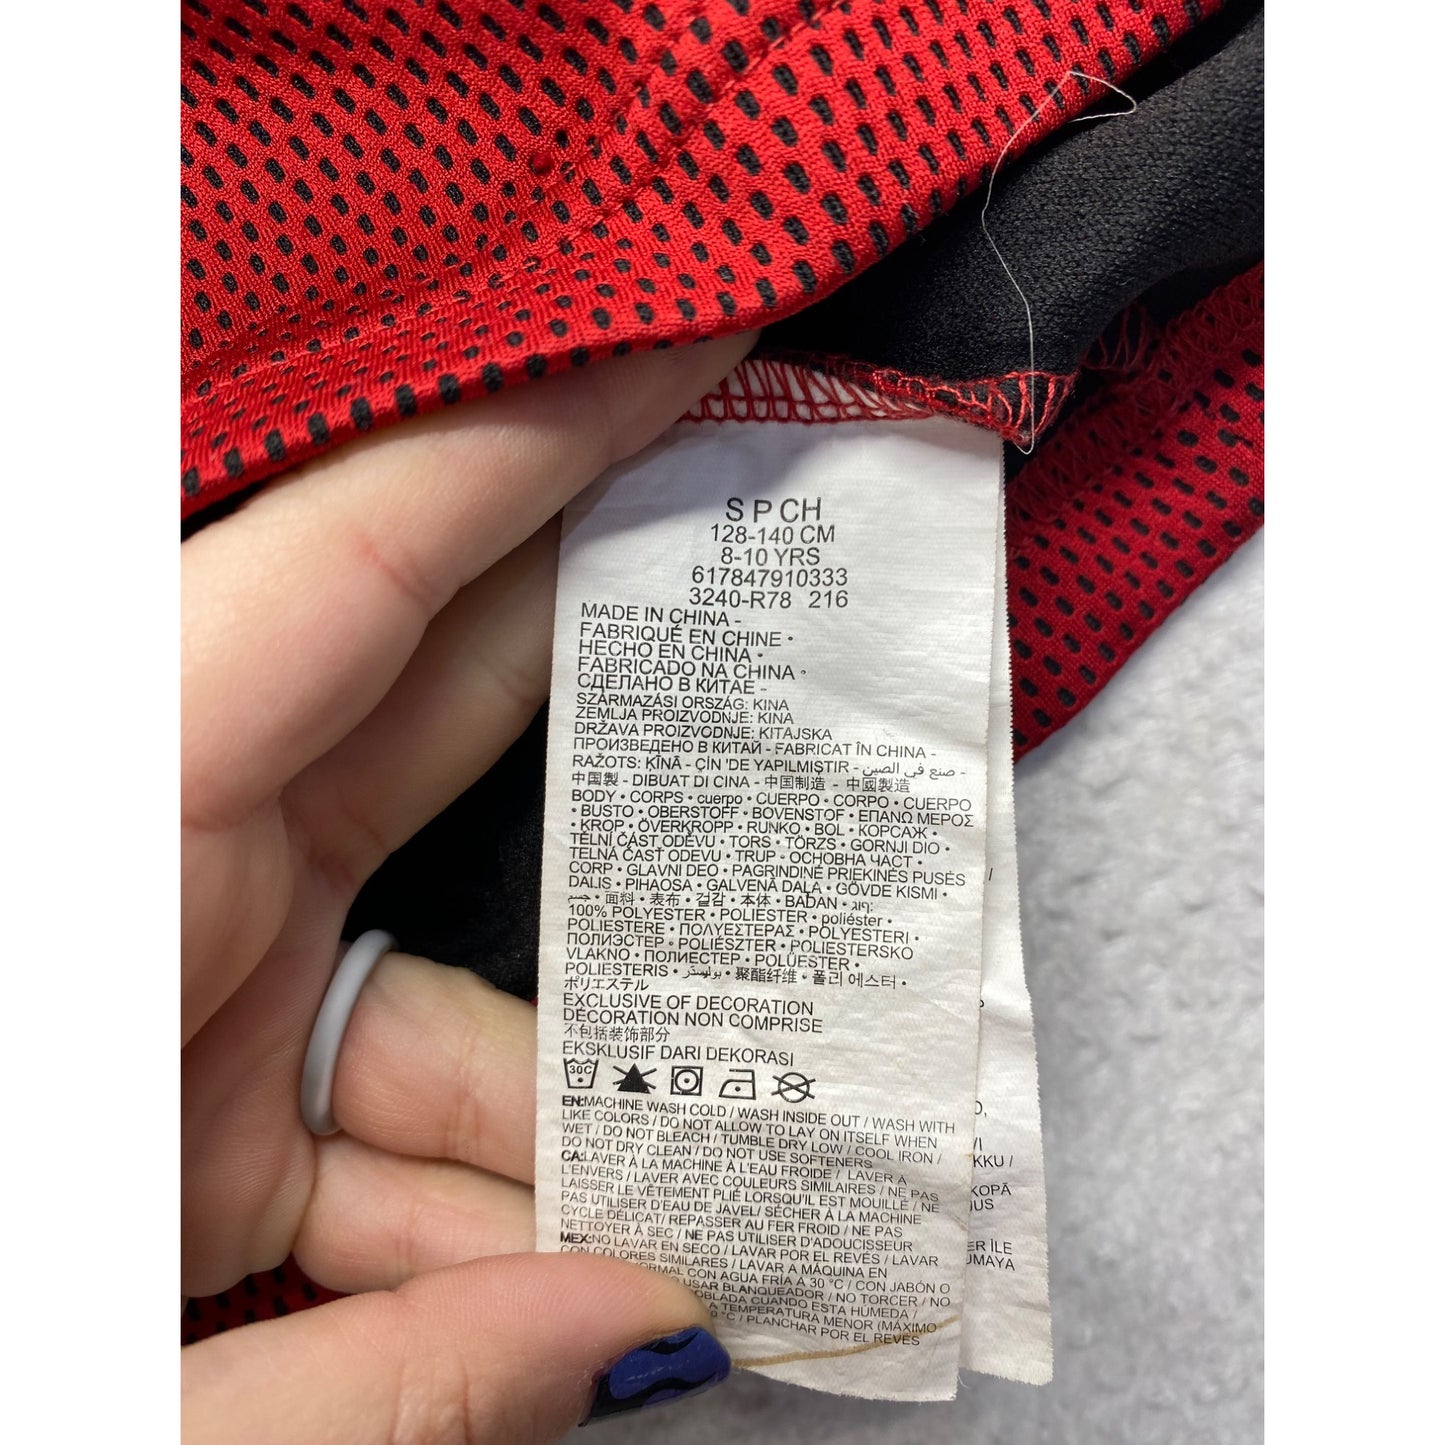 S P CH
128-140 CM
8-10 YRS
617847910333
3240-R78 216
MADE IN CHINA -
FABRIQUÉ EN CHINE •
HECHO EN CHINA •
FABRICADO NA CHINA •
СДЕЛАНО В КИТАЕ -
SZÁRMAZÁSI ORSZÁG: KINA
ZEMLJA PROIZVODNJE: KINA
DRŽAVA PROIZVODNJE: KITAJSKA
ПРОИЗВЕДЕНО В КИТАЙ - FABRICAT ÎN CHINA -
RAŽOTS: ĶĪNĀ - ÇİN 'DE YAPILMIŞTIR - صنع في الصين -
中国製 - DIBUAT DI CINA - 中国制造 - 中國製造
BODY • CORPS • cuerpo • CUERPO • CORPO • CUERPO
• BUSTO • OBERSTOFF • BOVENSTOF • ΕΠΑΝΩ ΜΕΡΟΣ
• KROP • ÖVERKROPP • RUNKO • BOL • КОРСАЖ •
TĚLNÍ ČÁST ODĚVU • TORS • TÖRZS • GORNJI DIO •
TELNÁ ČASŤ ODEVU • TRUP • ОСНОВНА ЧАСТ •
CORP • GLAVNI DEO • PAGRINDINĖ PRIEKINĖS PUSĖS
DALIS • PIHAOSA • GALVENĀ DAĻA • GÖVDE KISMI •
جسم • 面料 • 表布 • 겉감 • 本体 • BADAN • גוף:
100% POLYESTER • POLIESTER • poliéster •
POLIESTERE • ΠΟΛΥΕΣΤΕΡΑΣ • POLYESTERI •
ПОЛИЭСТЕР • POLIÉSZTER • POLIESTERSKO
VLAKNO • ПОЛИЕСТЕР • POLÜESTER •
POLIESTERIS • بوليستر • 聚酯纤维 • 폴리 에스터 •
ポリエステル
EXCLUSIVE OF DECORATION
DÉCORATION NON COMPRISE
不包括装饰部分
EKSKLUSIF DARI DEKORASI
30C
EN:MACHINE WASH COLD / WASH INSIDE OUT / WASH WITH
LIKE COLORS / DO NOT ALLOW TO LAY ON ITSELF WHEN
WET / DO NOT BLEACH / TUMBLE DRY LOW / COOL IRON /
DO NOT DRY CLEAN / DO NOT USE SOFTENERS
CA:LAVER À LA MACHINE À L'EAU FROIDE / LAVER À
L'ENVERS / LAVER AVEC COULEURS SIMILAIRES / NE PAS
LAISSER LE VÊTEMENT PLIÉ LORSQU'IL EST MOUILLÉ / NE
PAS UTILISER D'EAU DE JAVEL/ SÉCHER À LA MACHINE
CYCLE DÉLICAT/ REPASSER AU FER FROID / NE PAS
NETTOYER À SEC / NE PAS UTILISER D'ADOUCISSEUR
MEX:NO LAVAR EN SECO / LAVAR POR EL REVÉS / LAVAR
CON COLORES SIMILARES / LAVAR A MÁQUINA EN
NORMAL CON AGUA FRÍA A 30 °C / CON JABÓN O
USAR BLANQUEADOR / NO TORCER / NO
DOBLADA CUANDO ESTA HÚMEDA /
A TEMPERATURA MENOR (MÁXIMO
°C / PLANCHAR POR EL REVÉS
KKU /
KOPĀ
ER ÎLE
UMAYA